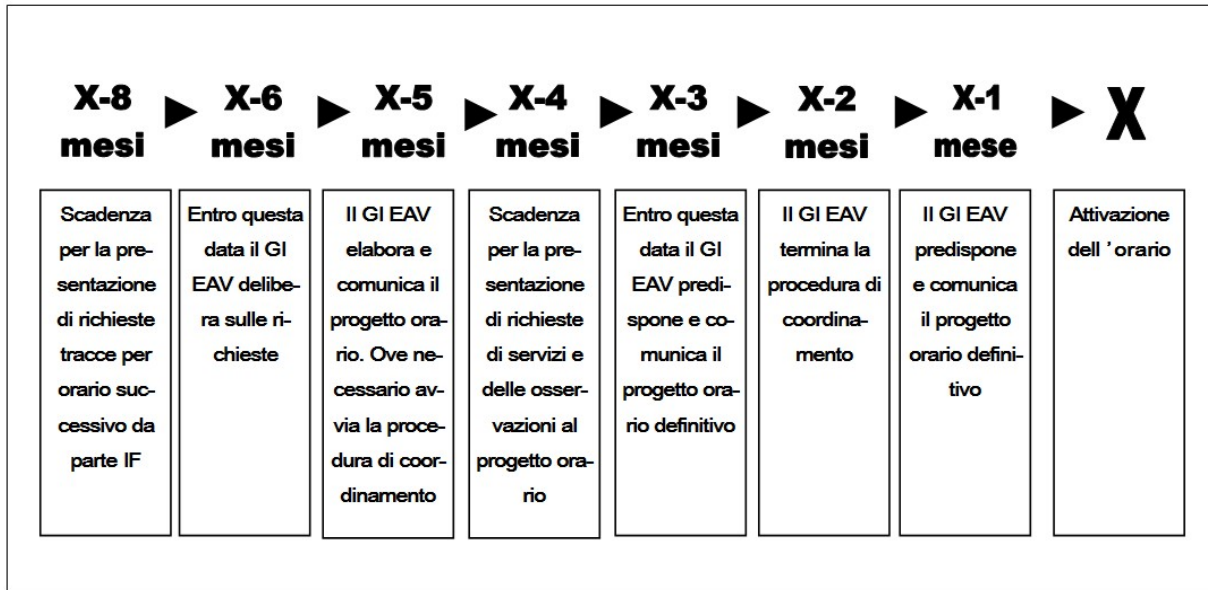 X-8
mesi
X-6
mesi
X-5
mesi
X-4
mesi
X-3
mesi
X-2
mesi
X-1
mese
X
Scadenza
per la pre-
sentazione
di richieste
tracce per
orario suc-
cessivo da
parte IF
Entro questa
data il GI
EAV delibe-
ra sulle ri-
chieste
Il GI EAV
elabora e
comunica il
progetto ora-
rio. Ove ne-
cessario av-
via la proce-
dura di coor-
dinamento
Scadenza
per la pre-
sentazione
di richieste
di servizi e
delle osser-
vazioni al
progetto ora-
rio
Entro questa
data il GI
EAV predi-
spone e co-
munica il
progetto ora-
rio definitivo
Il GI EAV
termina la
procedura di
coordina-
mento
Il GI EAV
predispone
e comunica
il progetto
orario defini-
tivo
Attivazione
dell 'orario